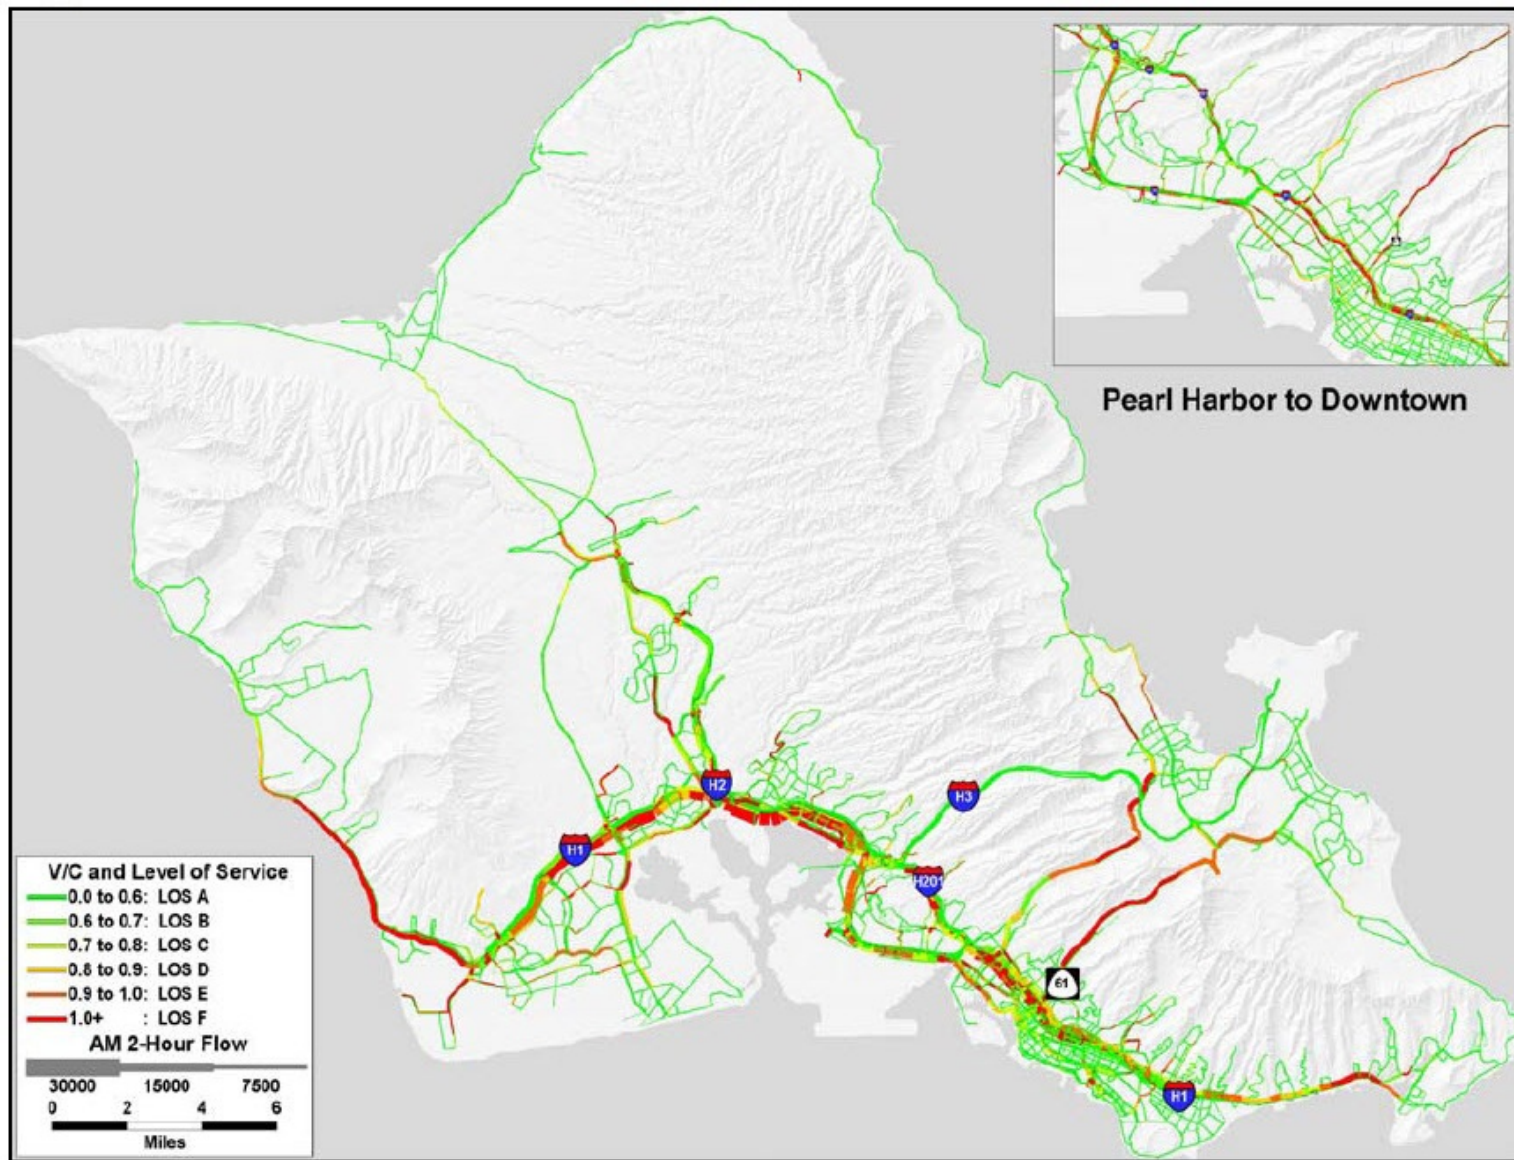 Pearl Harbor to Downtown
H2
H3
H1
H201
61
H1
V/C and Level of Service
0.0 to 0.6: LOS A
0.6 to 0.7: LOS B
0.7 to 0.8: LOS C
0.8 to 0.9: LOS D
0.9 to 1.0: LOS E
1.0+ : LOS F
AM 2-Hour Flow
30000 15000 7500
0 2 4 6
Miles